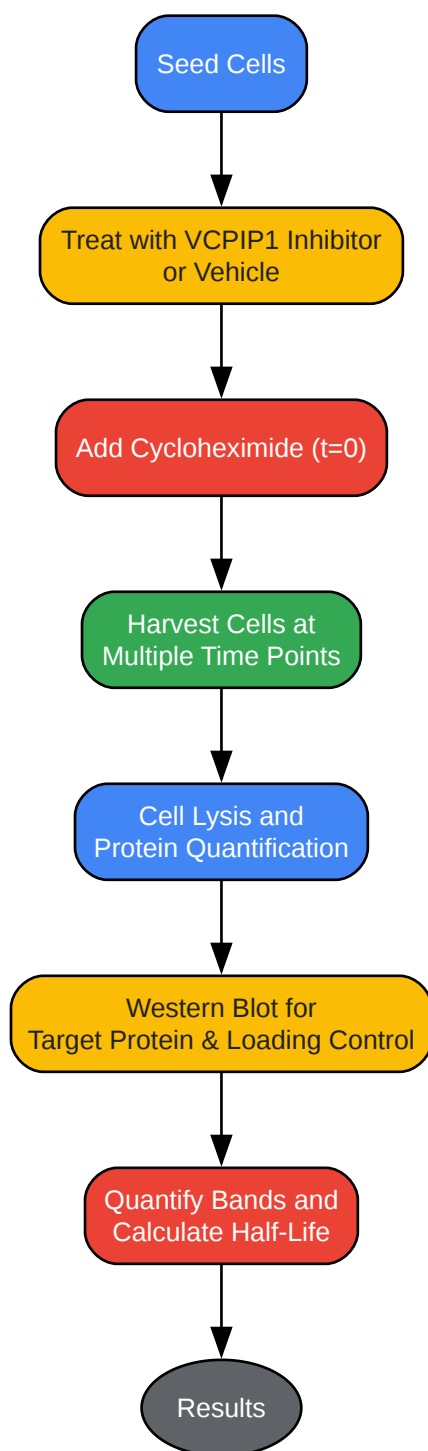 Seed Cells
Treat with VCPIP1 Inhibitor
or Vehicle
Add Cycloheximide (t=0)
Harvest Cells at
Multiple Time Points
Cell Lysis and
Protein Quantification
Western Blot for
Target Protein & Loading Control
Quantify Bands and
Calculate Half-Life
Results